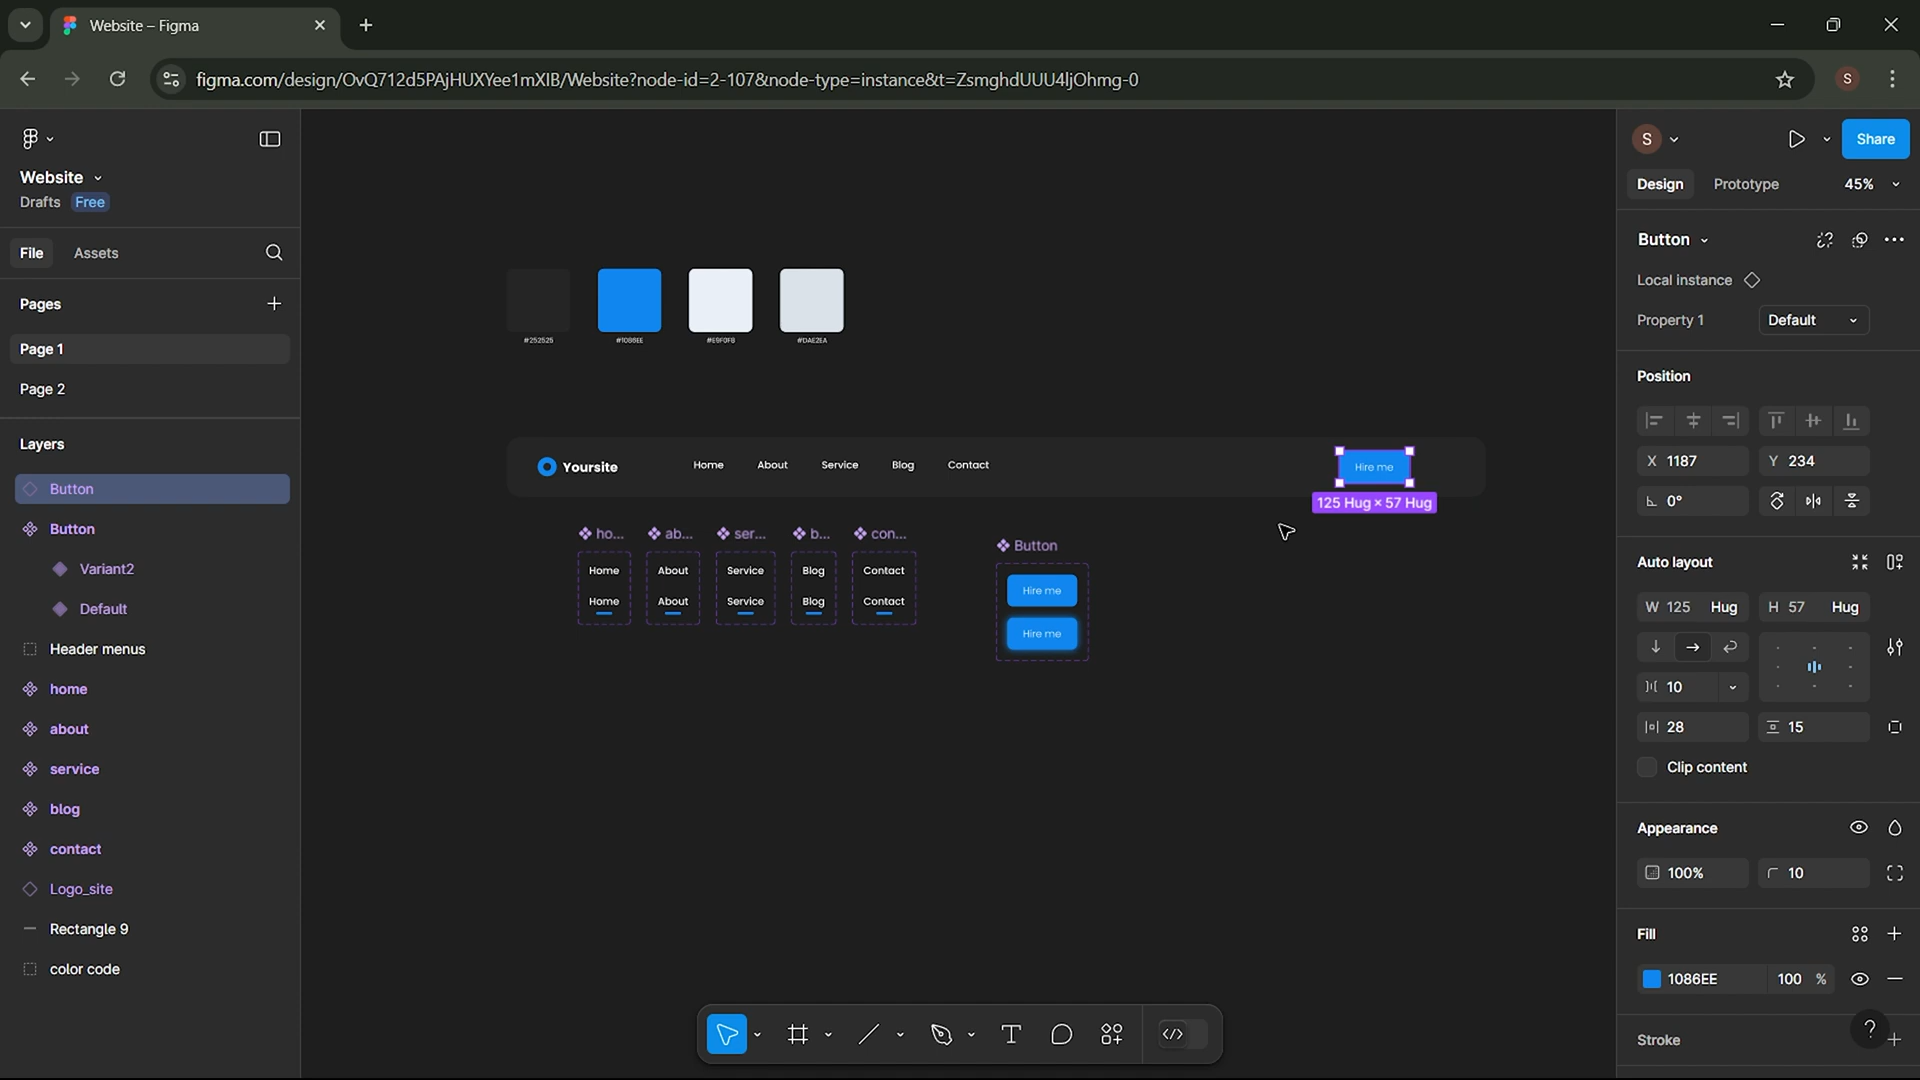 Website – Figma
figma.com/design/OvQ712d5PAjHUXYee1mXIB/Website?node-id=2-107&node-type=instance&t=ZsmghdUUU4ljOhmg-0
S
Website
Drafts Free
File Assets
Pages
Page 1
Page 2
Layers
Button
Button
Variant2
Default
Header menus
home
about
service
blog
contact
Logo_site
Rectangle 9
color code
#252525 #1086EE #E9F0F8 #DAE2EA
Yoursite Home About Service Blog Contact Hire me
125 Hug × 57 Hug
ho... ab... ser... b... con...
Home About Service Blog Contact
Home About Service Blog Contact
Button
Hire me
Hire me
S Share
Design Prototype 45%
Button
Local instance
Property 1 Default
Position
X 1187 Y 234
0°
Auto layout
W 125 Hug H 57 Hug
10
28 15
Clip content
Appearance
100% 10
Fill
1086EE 100 %
Stroke
?